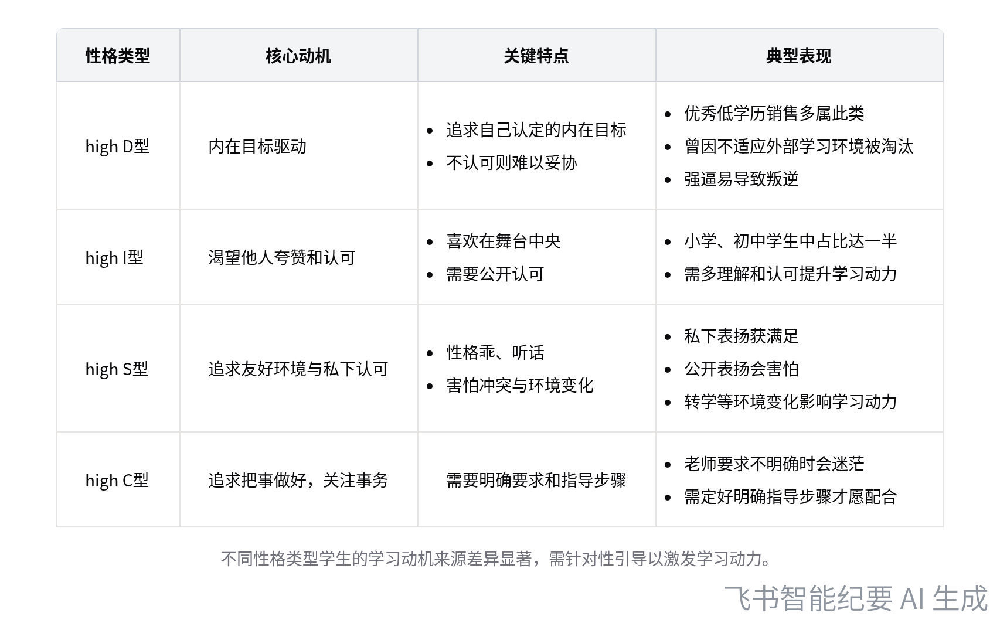 性格类型 核心动机 关键特点 典型表现
high D型
内在目标驱动
追求自己认定的内在目标
不认可则难以妥协
优秀低学历销售多属此类
曾因不适应外部学习环境被淘汰
强逼易导致叛逆
high I型
渴望他人夸赞和认可
喜欢在舞台中央
需要公开认可
小学、初中学生中占比达一半
需多理解和认可提升学习动力
high S型
追求友好环境与私下认可
性格乖、听话
害怕冲突与环境变化
私下表扬获满足
公开表扬会害怕
转学等环境变化影响学习动力
high C型
追求把事做好，关注事务
需要明确要求和指导步骤
老师要求不明确时会迷茫
需定好明确指导步骤才愿配合
不同性格类型学生的学习动机来源差异显著，需针对性引导以激发学习动力。
飞书智能纪要 AI 生成